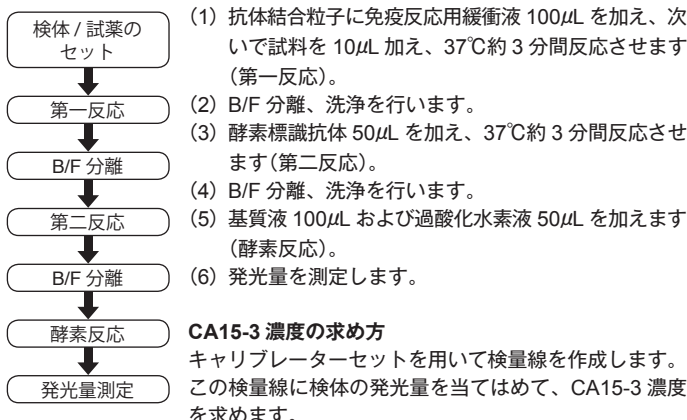 検体 / 試薬の
セット
第一反応
B/F 分離
第二反応
B/F 分離
酵素反応
発光量測定
(1) 抗体結合粒子に免疫反応用緩衝液 100μL を加え、次
いで試料を 10μL 加え、37℃約 3 分間反応させます
(第一反応)。
(2) B/F 分離、洗浄を行います。
(3) 酵素標識抗体 50μL を加え、37℃約 3 分間反応させ
ます(第二反応)。
(4) B/F 分離、洗浄を行います。
(5) 基質液 100μL および過酸化水素液 50μL を加えます
(酵素反応)。
(6) 発光量を測定します。
CA15-3 濃度の求め方
キャリブレーターセットを用いて検量線を作成します。
この検量線に検体の発光量を当てはめて、CA15-3 濃度
を求めます。